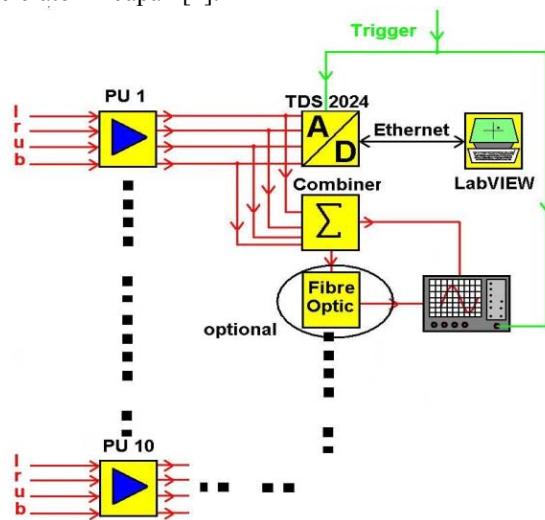 Trigger
PU 1
TDS 2024
l
r
u
b
A
D
Ethernet
LabVIEW
Combiner
Σ
Fibre
Optic
optional
PU 10
l
r
u
b